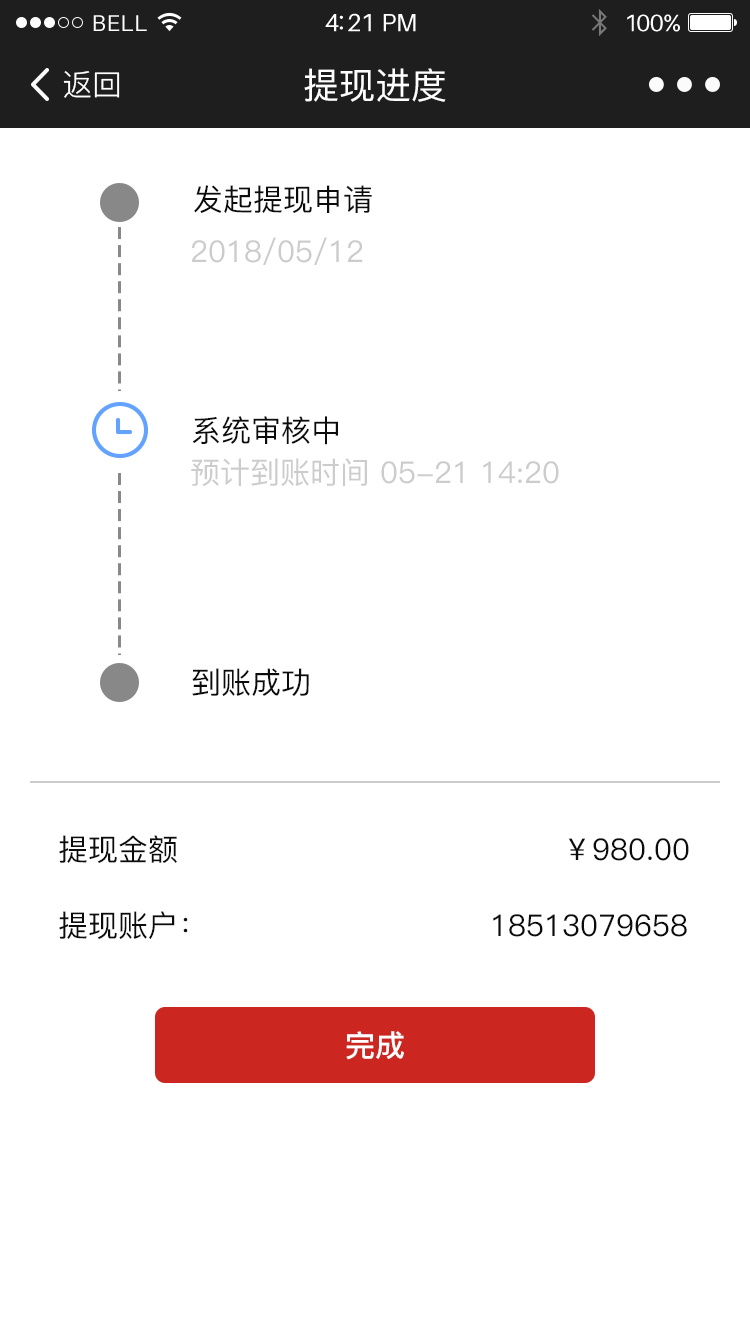 BELL 4:21 PM 100%
返回 提现进度
发起提现申请
2018/05/12
系统审核中
预计到账时间 05-21 14:20
到账成功
提现金额 ¥980.00
提现账户: 18513079658
完成